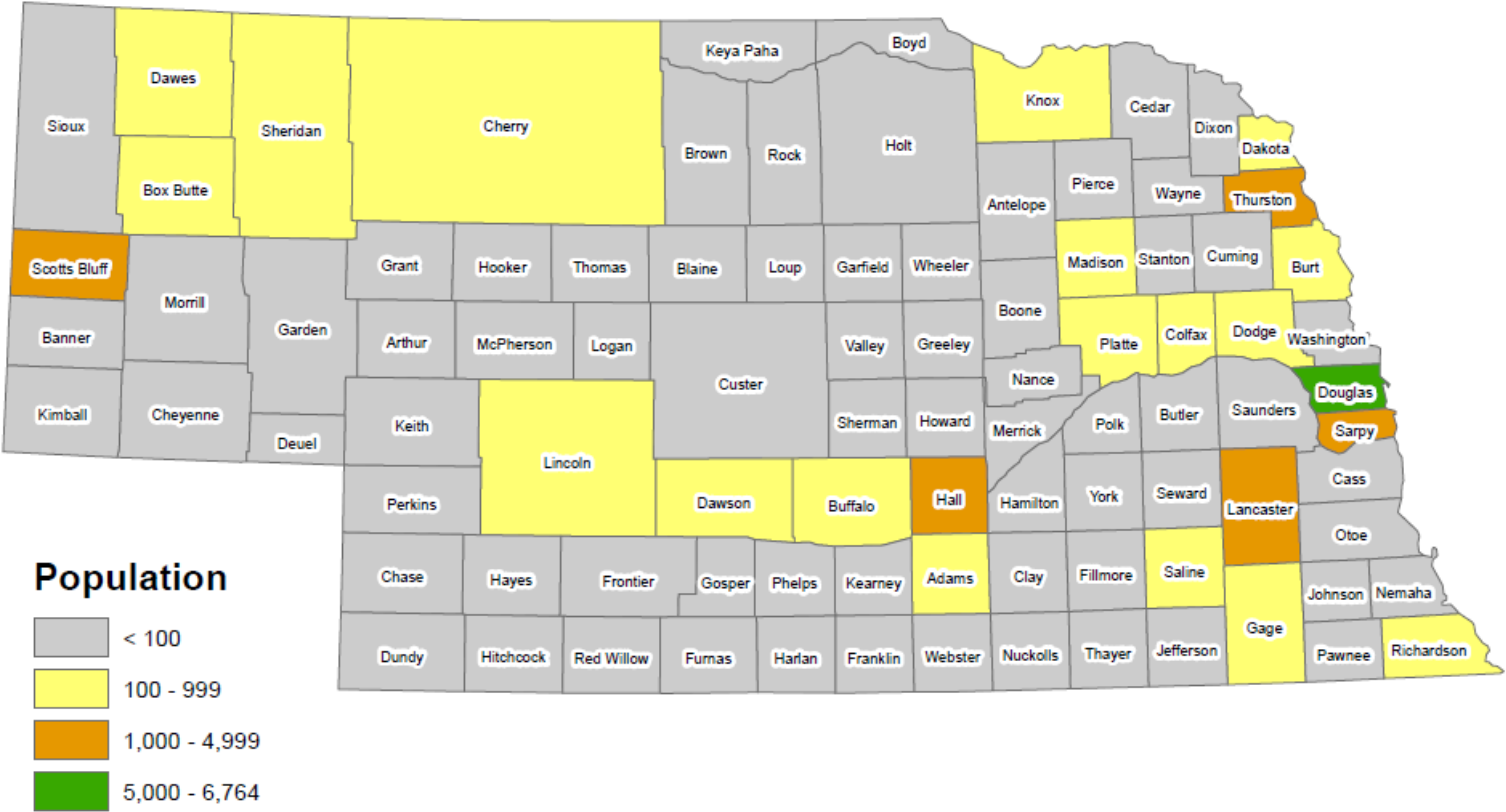 Keya Paha
Boyd
Dawes
Knox
Cedar
Sioux
Sheridan
Cherry
Dixon
Brown
Rock
Holt
Dakota
Box Butte
Pierce
Wayne
Thurston
Antelope
Scotts Bluff
Grant
Hooker
Thomas
Blaine
Loup
Garfield
Wheeler
Madison
Stanton
Cuming
Burt
Morrill
Garden
Boone
Banner
Arthur
McPherson
Logan
Valley
Greeley
Platte
Colfax
Dodge
Washington
Custer
Nance
Douglas
Kimball
Cheyenne
Deuel
Keith
Sherman
Howard
Merrick
Polk
Butler
Saunders
Sarpy
Lincoln
Perkins
Dawson
Buffalo
Hall
Hamilton
York
Seward
Lancaster
Cass
Otoe
Chase
Hayes
Frontier
Gosper
Phelps
Kearney
Adams
Clay
Fillmore
Saline
Johnson
Nemaha
Dundy
Hitchcock
Red Willow
Furnas
Harlan
Franklin
Webster
Nuckolls
Thayer
Jefferson
Gage
Pawnee
Richardson
Population
< 100
100 - 999
1,000 - 4,999
5,000 - 6,764